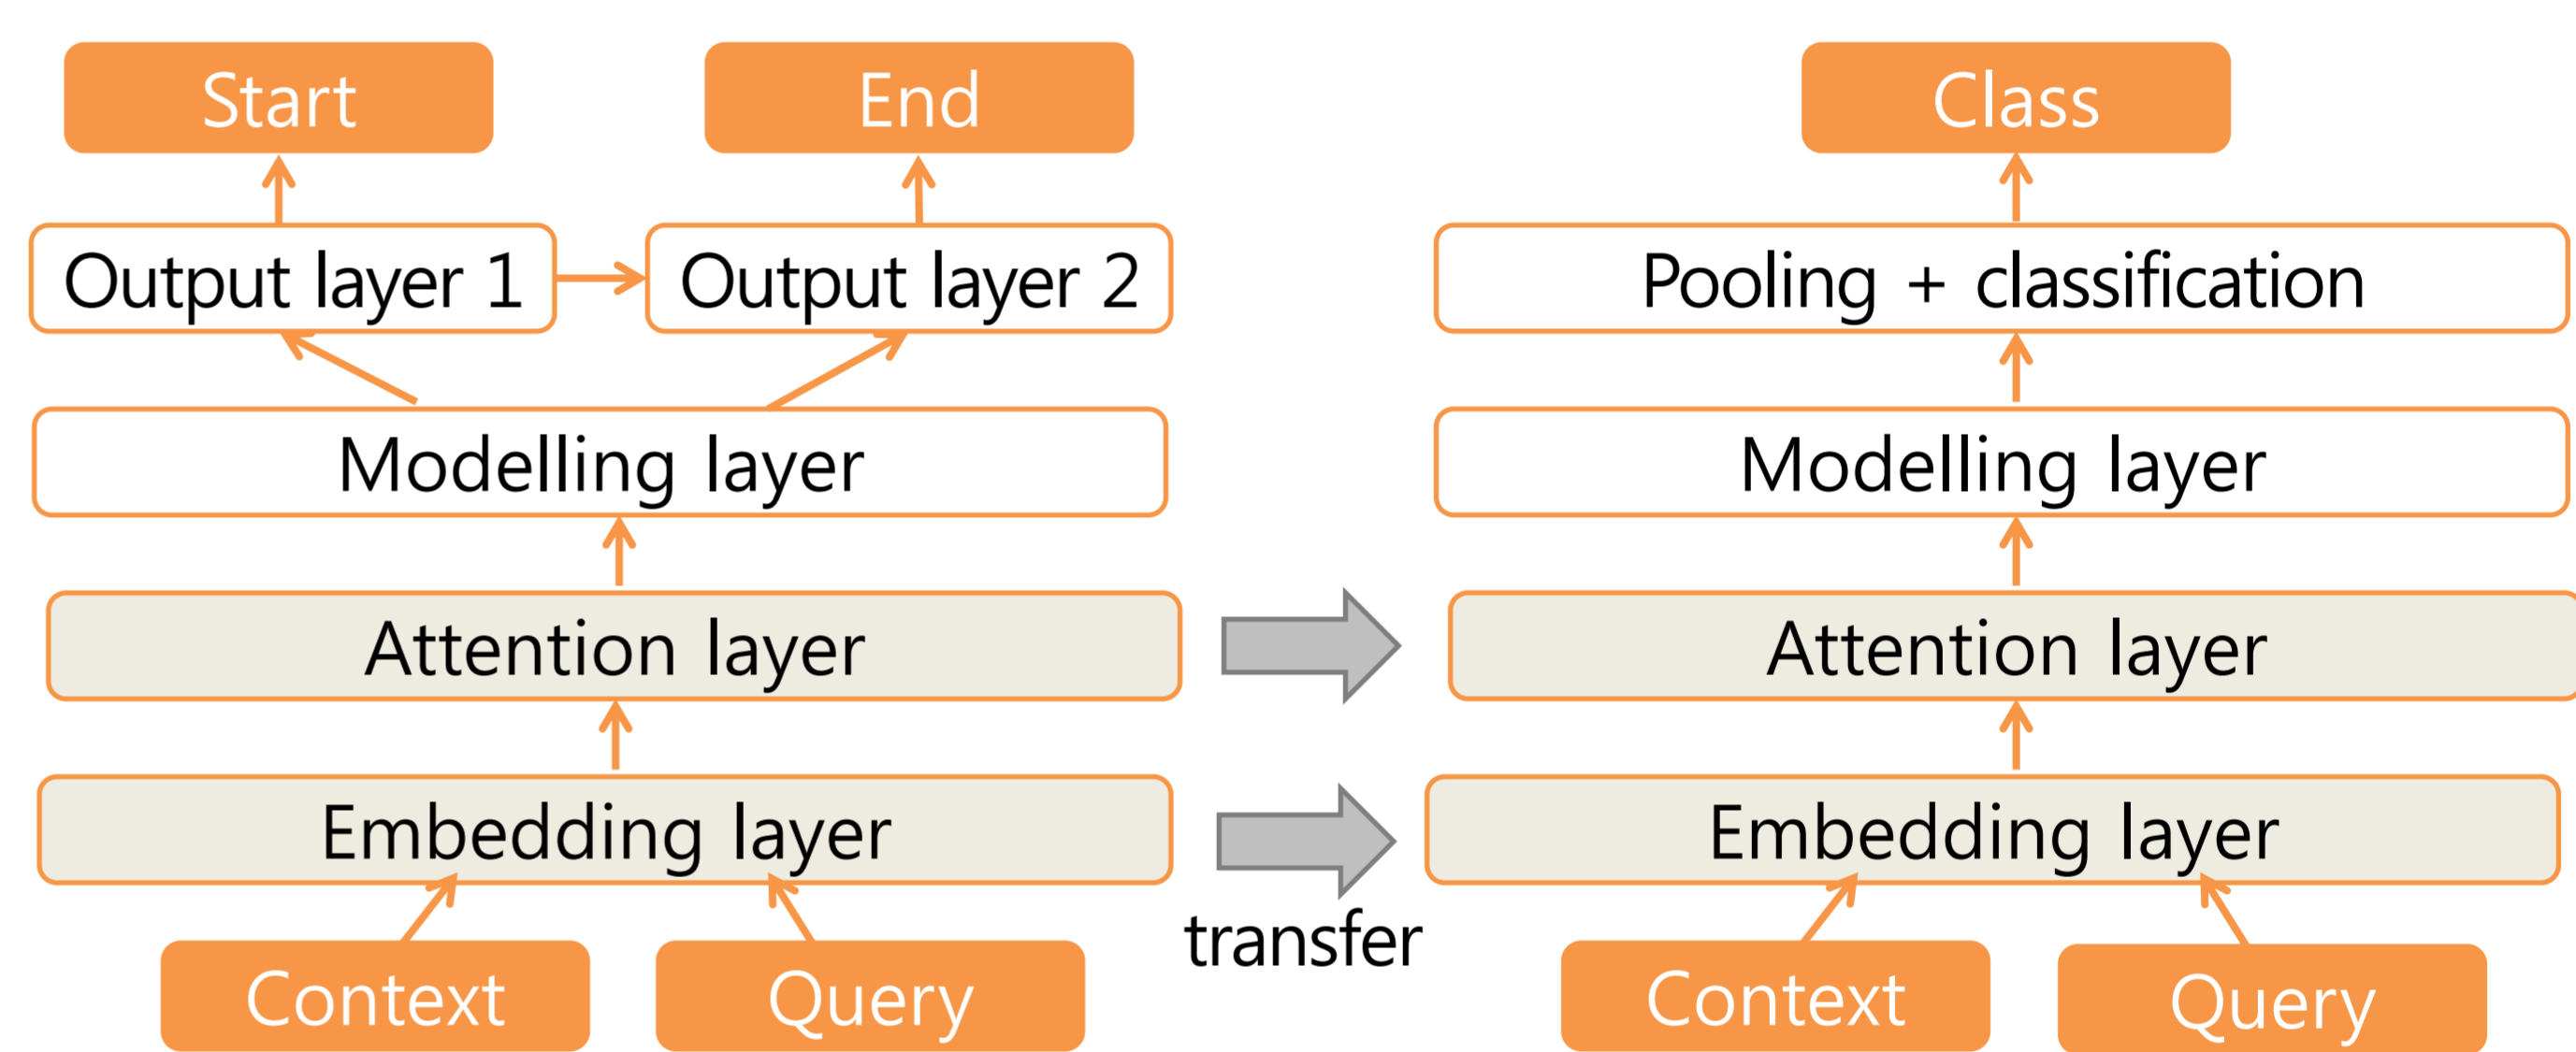 Start
End
Output layer 1
Output layer 2
Modelling layer
Attention layer
Embedding layer
Context
Query
transfer
Class
Pooling + classification
Modelling layer
Attention layer
Embedding layer
Context
Query